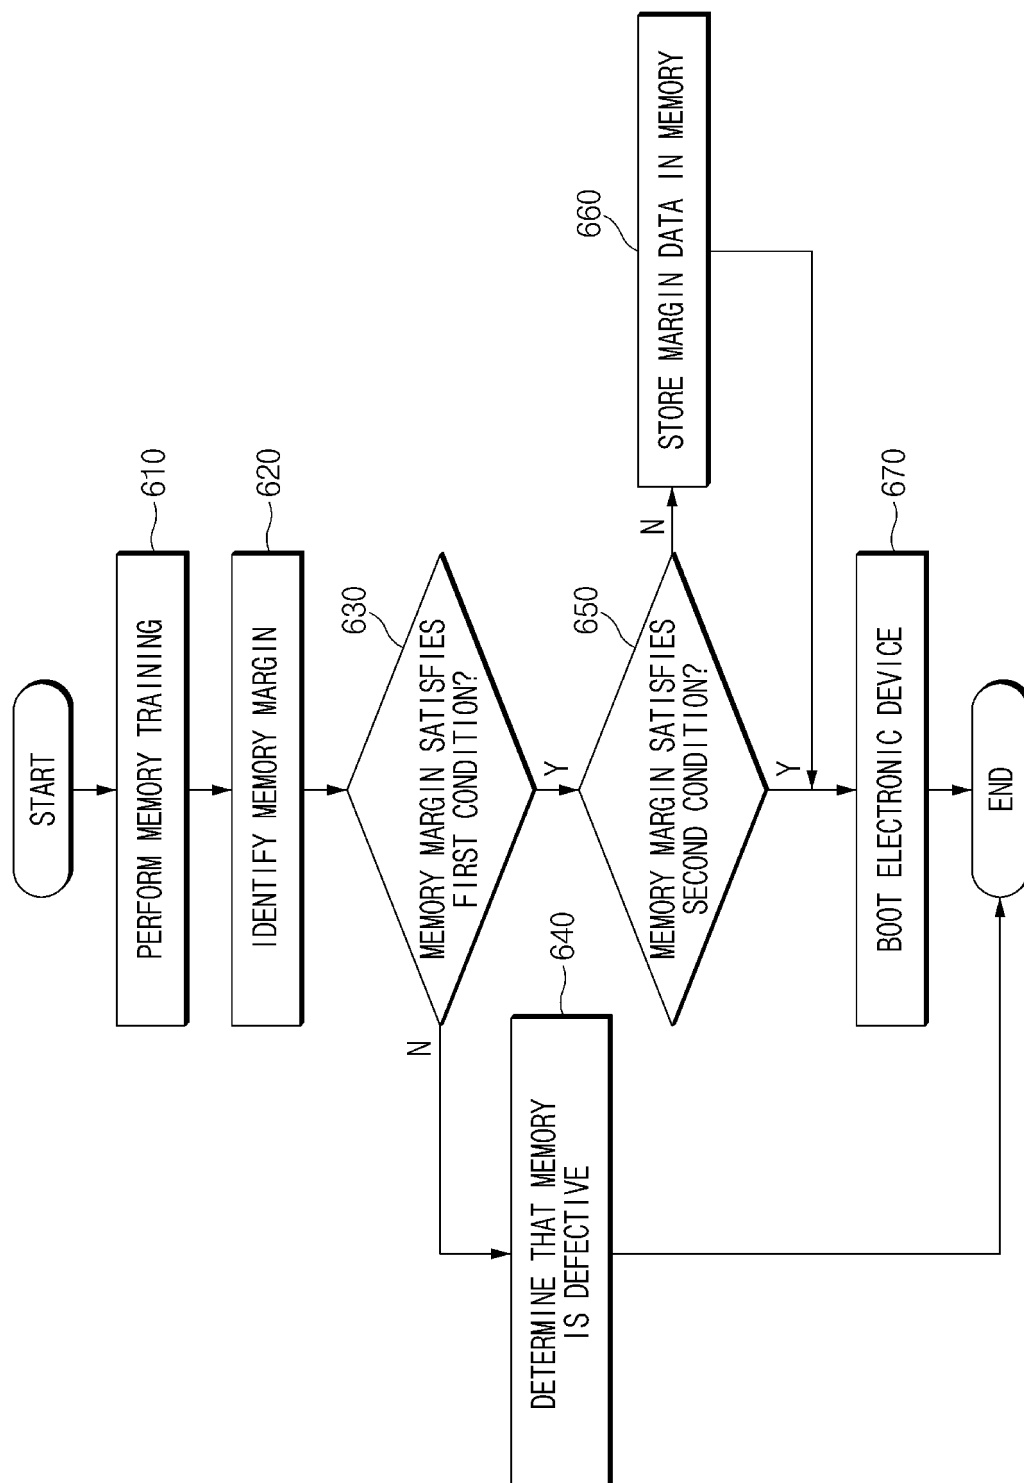 START
PERFORM MEMORY TRAINING
610
IDENTIFY MEMORY MARGIN
620
MEMORY MARGIN SATISFIES
FIRST CONDITION?
630
N
Y
DETERMINE THAT MEMORY
IS DEFECTIVE
640
MEMORY MARGIN SATISFIES
SECOND CONDITION?
650
N
Y
STORE MARGIN DATA IN MEMORY
660
BOOT ELECTRONIC DEVICE
670
END